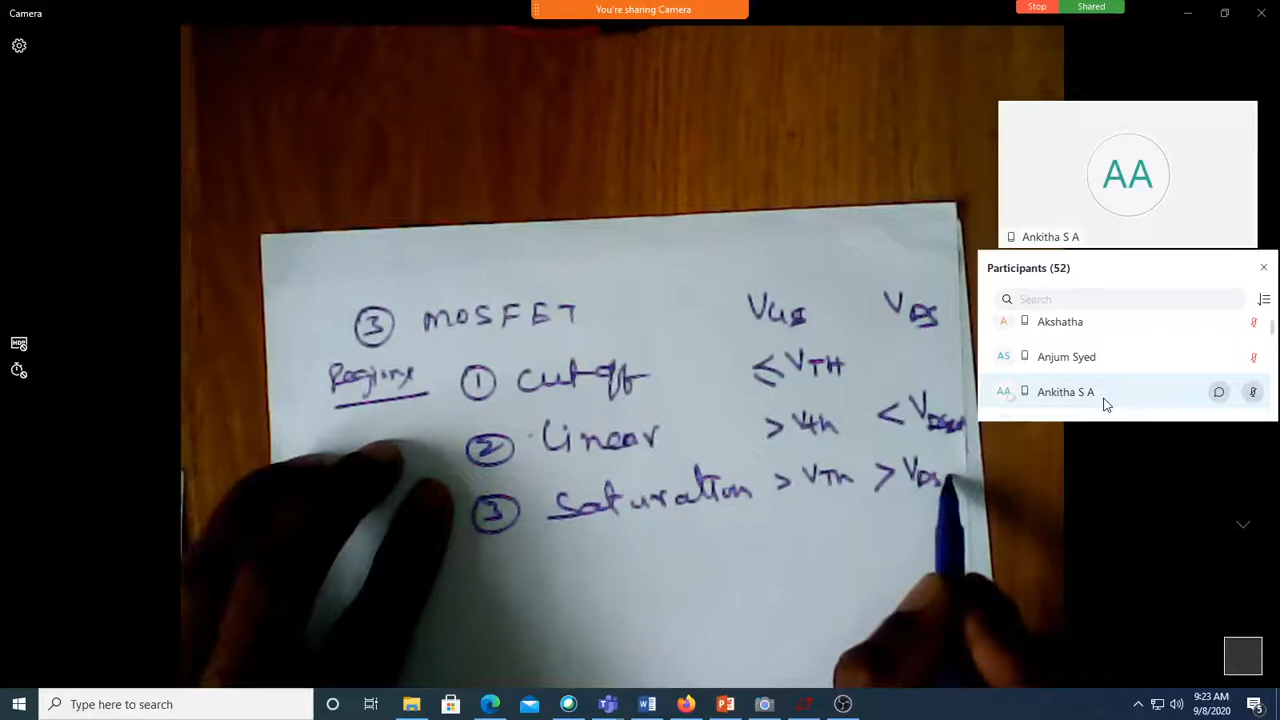 Camera
You're sharing Camera
Stop
Shared
AA
Ankitha S A
Participants (52)
Search
A Akshatha
AS Anjum Syed
AA Ankitha S A
③ MOSFET VGS VDS
Regions ① Cutoff ≤ VTH
② Linear > Vth < VDSat
③ Saturation > VTh > VDS
Type here to search
9:23 AM
9/8/2020